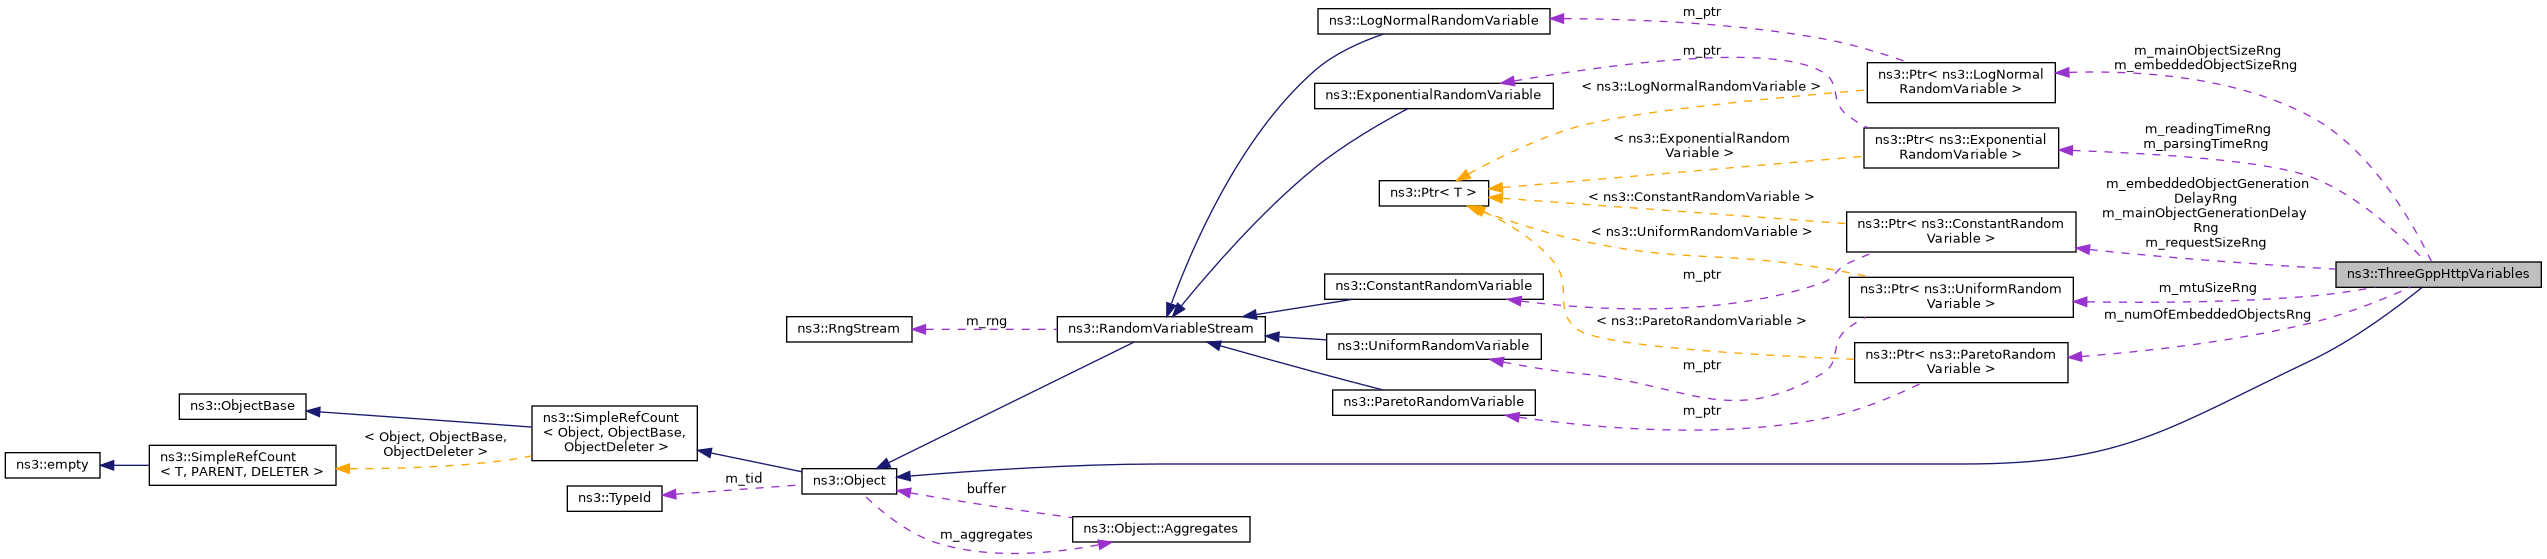 ns3::LogNormalRandomVariable
m_ptr
m_ptr
m_mainObjectSizeRng
m_embeddedObjectSizeRng
ns3::Ptr< ns3::LogNormal
RandomVariable >
ns3::ExponentialRandomVariable
< ns3::LogNormalRandomVariable >
< ns3::ExponentialRandom
Variable >
ns3::Ptr< ns3::Exponential
RandomVariable >
m_readingTimeRng
m_parsingTimeRng
ns3::Ptr< T >
< ns3::ConstantRandomVariable >
m_embeddedObjectGeneration
DelayRng
m_mainObjectGenerationDelay
Rng
m_requestSizeRng
ns3::Ptr< ns3::ConstantRandom
Variable >
< ns3::UniformRandomVariable >
m_ptr
ns3::ThreeGppHttpVariables
ns3::ConstantRandomVariable
ns3::Ptr< ns3::UniformRandom
Variable >
m_mtuSizeRng
m_numOfEmbeddedObjectsRng
ns3::RngStream
m_rng
ns3::RandomVariableStream
< ns3::ParetoRandomVariable >
ns3::UniformRandomVariable
m_ptr
ns3::Ptr< ns3::ParetoRandom
Variable >
ns3::ParetoRandomVariable
m_ptr
ns3::ObjectBase
ns3::SimpleRefCount
< Object, ObjectBase,
ObjectDeleter >
< Object, ObjectBase,
ObjectDeleter >
ns3::empty
ns3::SimpleRefCount
< T, PARENT, DELETER >
ns3::TypeId
m_tid
ns3::Object
buffer
m_aggregates
ns3::Object::Aggregates